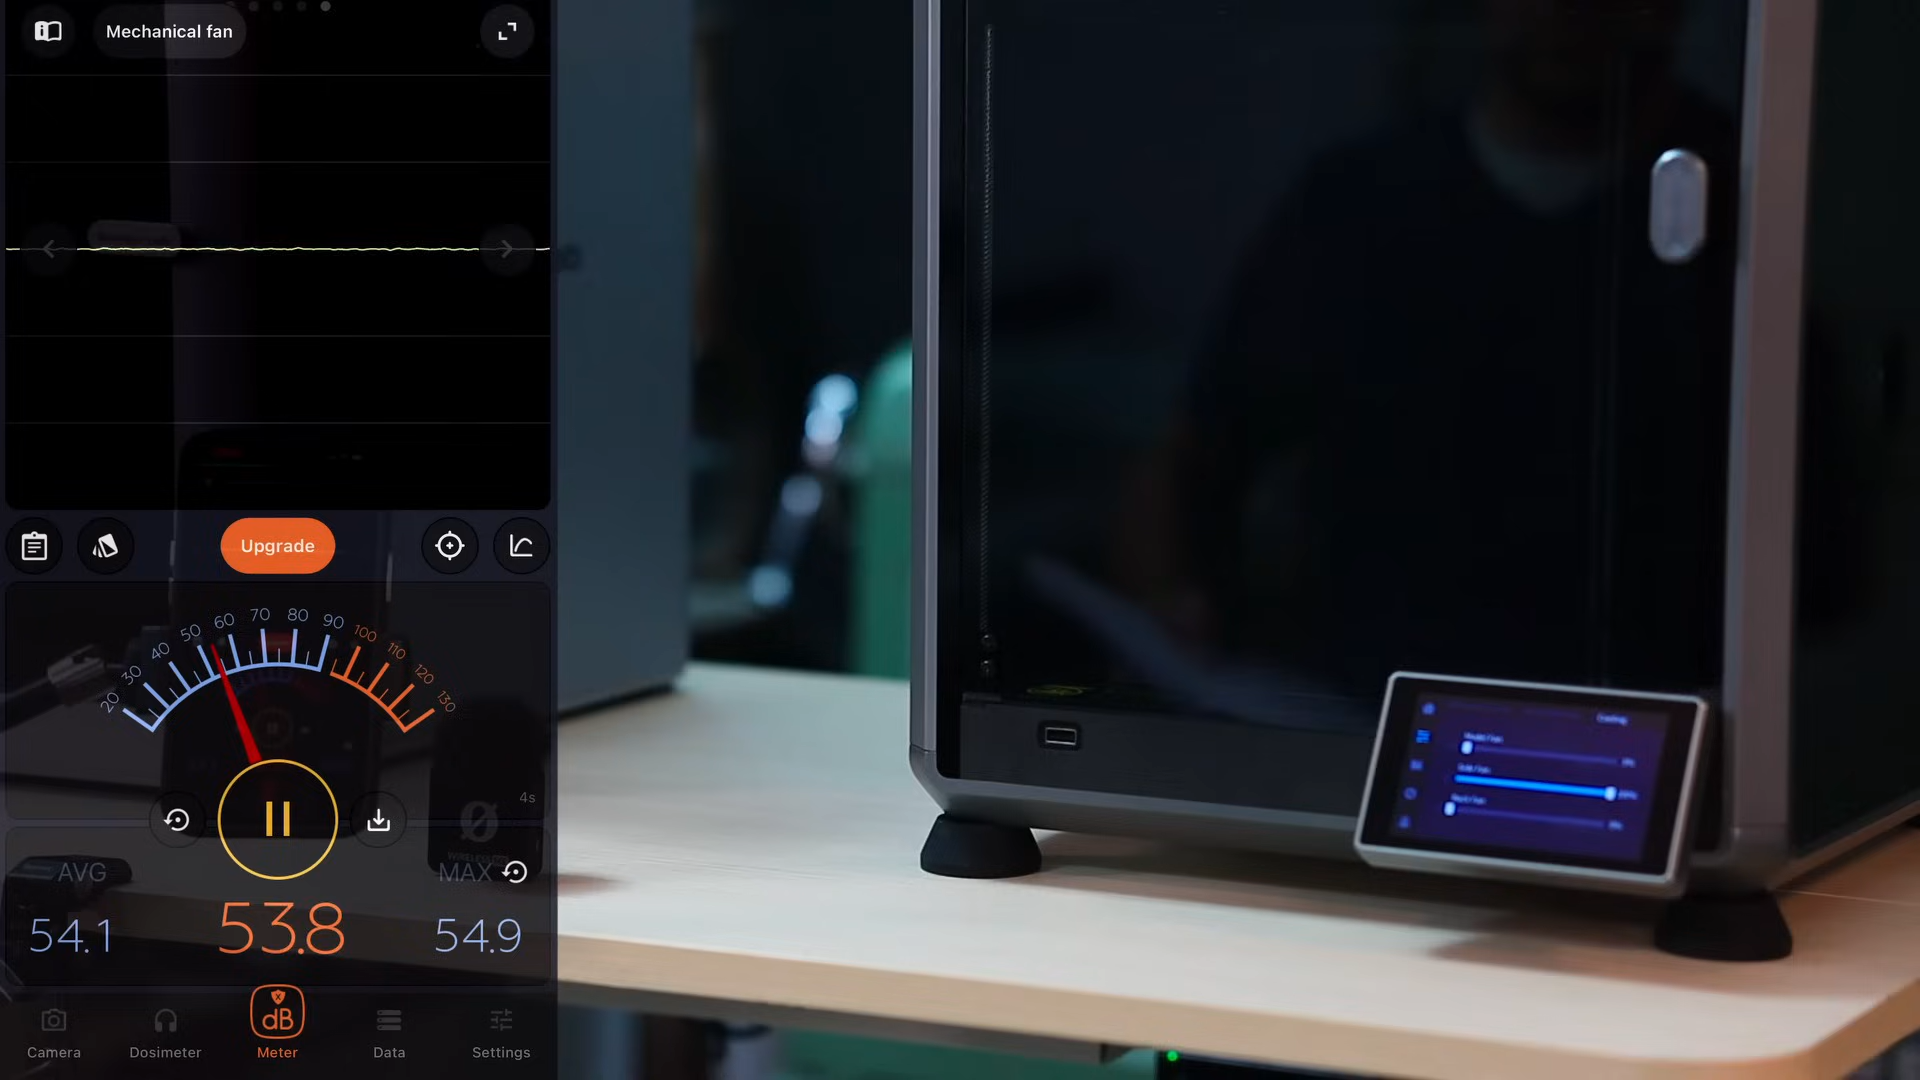 Mechanical fan
Upgrade
20 30 40 50 60 70 80 90 100 110 120 130
4s
AVG
MAX
54.1
53.8
54.9
dB
Camera
Dosimeter
Meter
Data
Settings